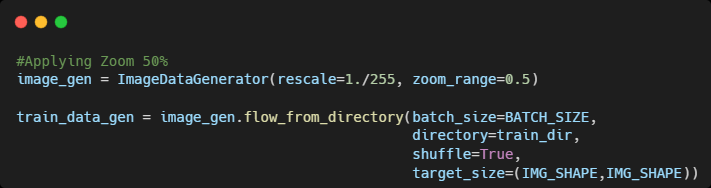 #Applying Zoom 50%
image_gen = ImageDataGenerator(rescale=1./255, zoom_range=0.5)
train_data_gen = image_gen.flow_from_directory(batch_size=BATCH_SIZE,
directory=train_dir,
shuffle=True,
target_size=(IMG_SHAPE,IMG_SHAPE))